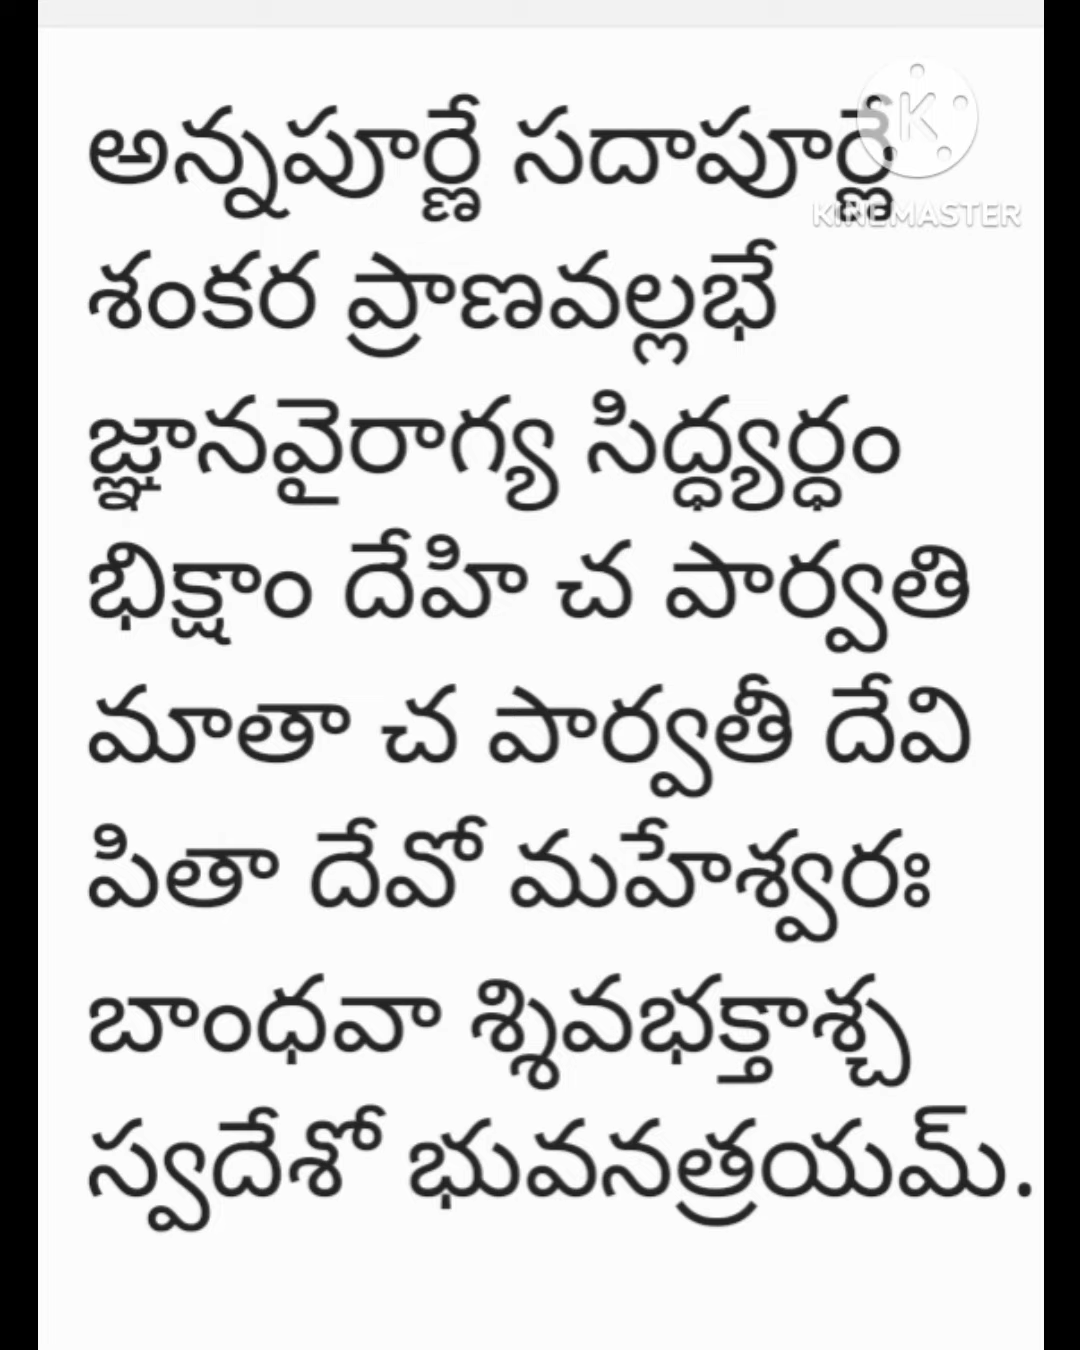 అన్నపూర్ణే సదాపూర్ణే
KINEMASTER
శంకర ప్రాణవల్లభే
జ్ఞానవైరాగ్య సిద్ధ్యర్ధం
భిక్షాం దేహి చ పార్వతి
మాతా చ పార్వతీ దేవి
పితా దేవో మహేశ్వరః
బాంధవా శ్శివభక్తాశ్చ
స్వదేశో భువనత్రయమ్.